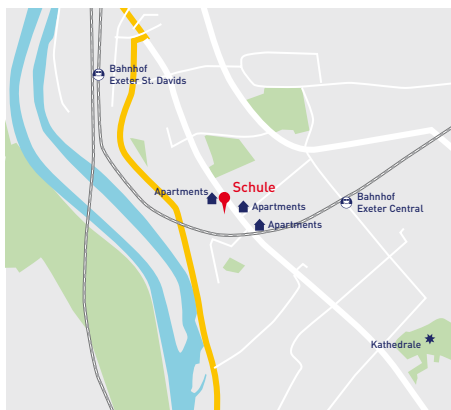 Bahnhof
Exeter St. Davids
Schule
Apartments
Apartments
Apartments
Bahnhof
Exeter Central
Kathedrale